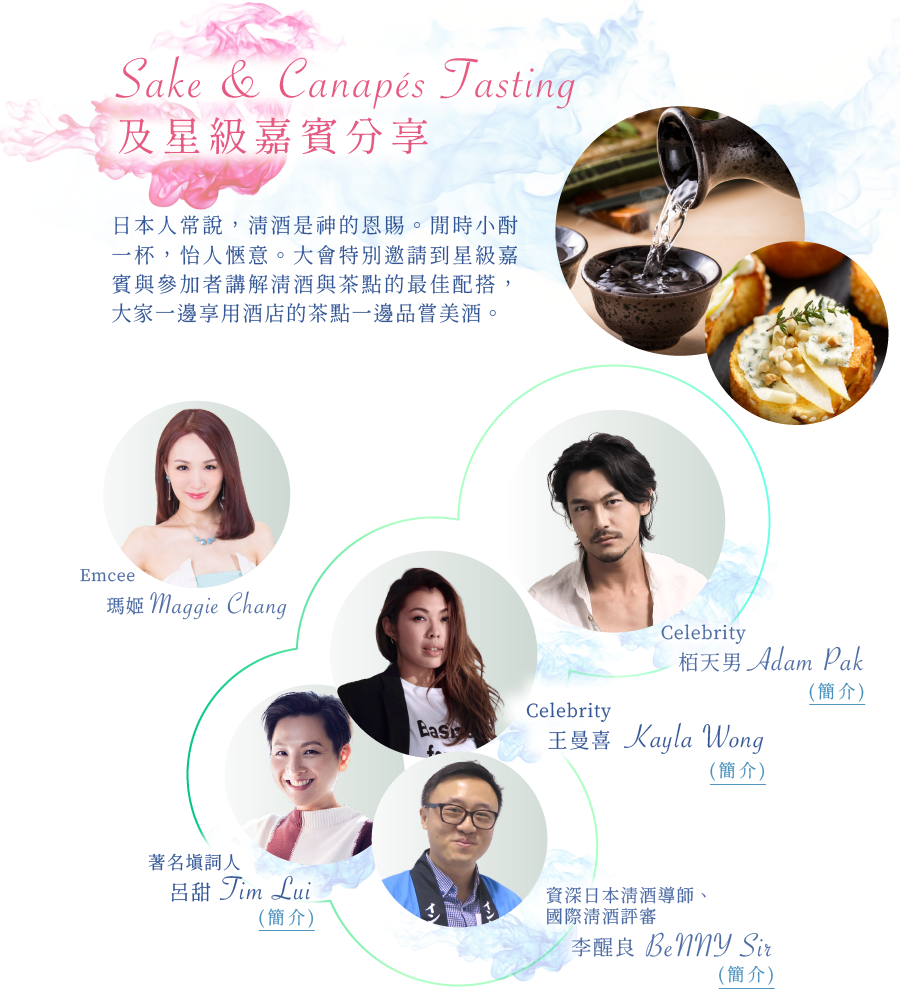 Sake & Canapés Tasting
及星級嘉賓分享
日本人常說，清酒是神的恩賜。閒時小酎
一杯，怡人愜意。大會特別邀請到星級嘉
賓與參加者講解清酒與茶點的最佳配搭，
大家一邊享用酒店的茶點一邊品嘗美酒。
Emcee
瑪姬 Maggie Chang
Celebrity
栢天男 Adam Pak
(簡介)
Celebrity
王曼喜 Kayla Wong
(簡介)
著名填詞人
呂甜 Tim Lui
(簡介)
資深日本清酒導師、
國際清酒評審
李醒良 BeNNY Sir
(簡介)
イン
イン